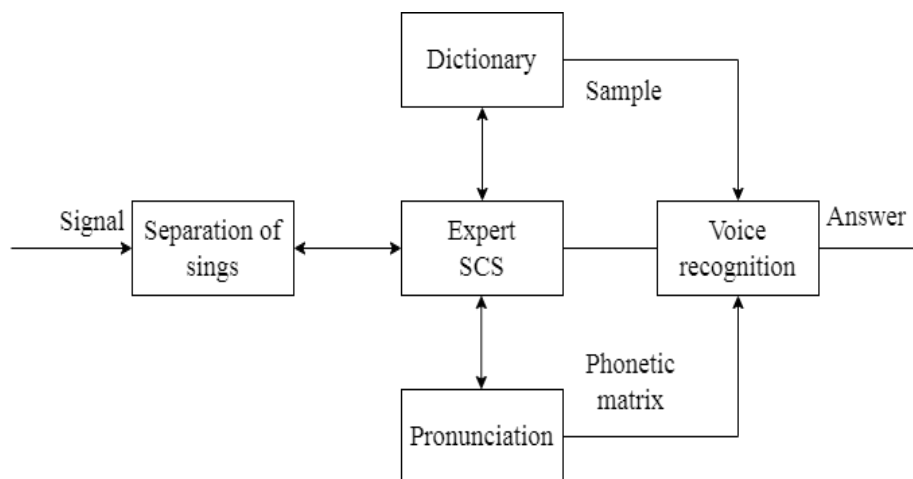 Dictionary
Sample
Signal
Separation of
sings
Expert
SCS
Voice
recognition
Answer
Phonetic
matrix
Pronunciation